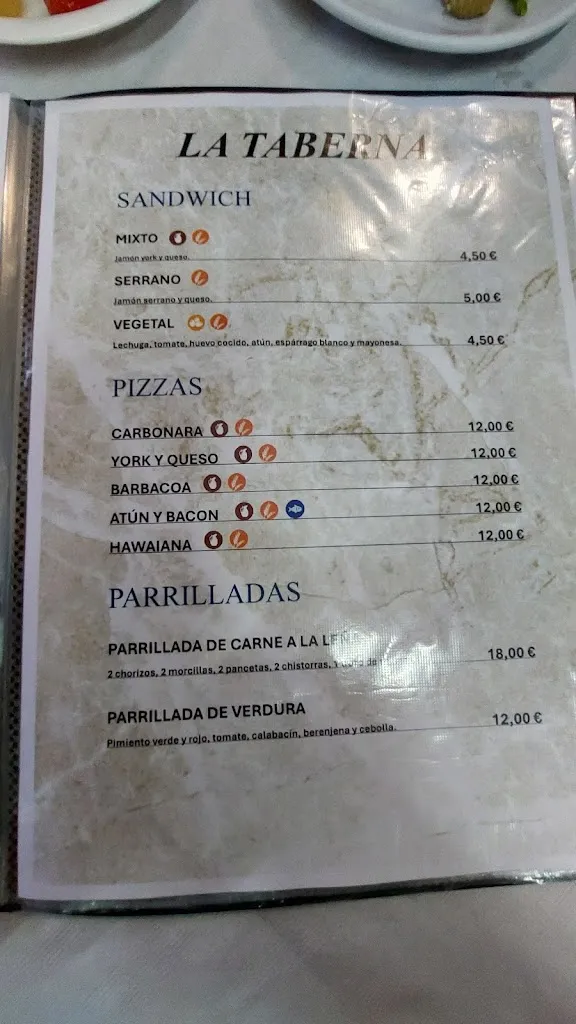 LA TABERNA
SANDWICH
MIXTO
Jamón york y queso. 4,50 €
SERRANO
Jamón serrano y queso. 5,00 €
VEGETAL
Lechuga, tomate, huevo cocido, atún, espárrago blanco y mayonesa. 4,50 €
PIZZAS
CARBONARA 12,00 €
YORK Y QUESO 12,00 €
BARBACOA 12,00 €
ATÚN Y BACON 12,00 €
HAWAIANA 12,00 €
PARRILLADAS
PARRILLADA DE CARNE A LA
2 chorizos, 2 morcillas, 2 pancetas, 2 chistorras, 18,00 €
PARRILLADA DE VERDURA
Pimiento verde y rojo, tomate, calabacín, berenjena y cebolla. 12,00 €